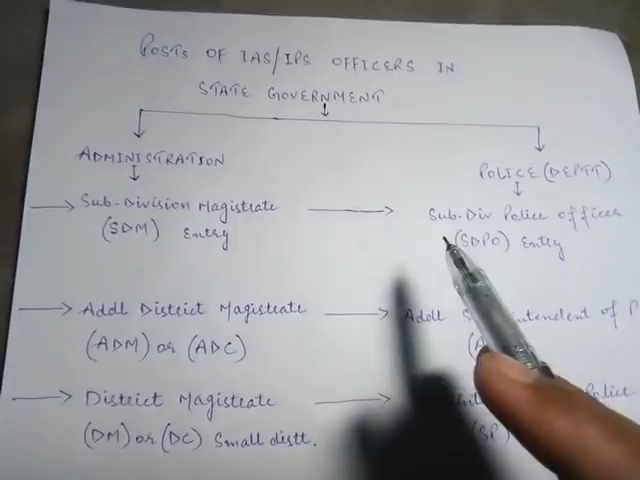 POSTS OF IAS/IPS OFFICERS IN
STATE GOVERNMENT
ADMINISTRATION
POLICE (DEPTT)
Sub-Division Magistrate
(SDM) Entry
Sub-Div Police officer
(SDPO) Entry
Addl District Magistrate
(ADM) or (ADC)
Addl
of
District Magistrate
(DM) or (DC) Small distt.
Police
(SP)